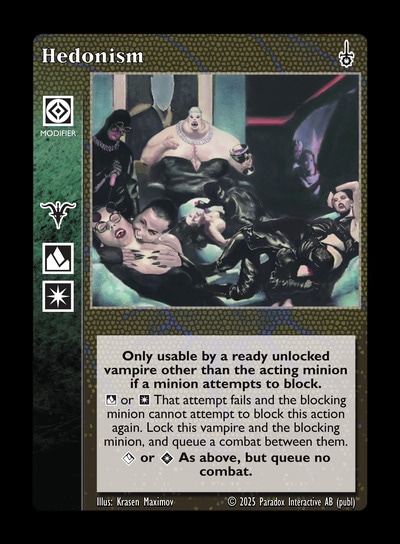 Hedonism
MODIFIER
Only usable by a ready unlocked
vampire other than the acting minion
if a minion attempts to block.
or That attempt fails and the blocking
minion cannot attempt to block this action
again. Lock this vampire and the blocking
minion, and queue a combat between them.
or As above, but queue no
combat.
Illus: Krasen Maximov © 2025 Paradox Interactive AB (publ)